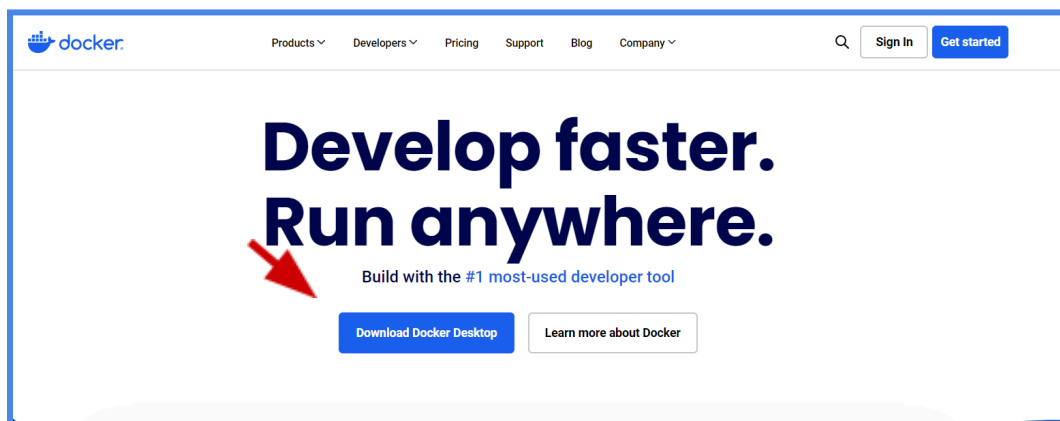 docker
Products Developers Pricing Support Blog Company Sign In Get started
Develop faster.
Run anywhere.
Build with the #1 most-used developer tool
Download Docker Desktop Learn more about Docker